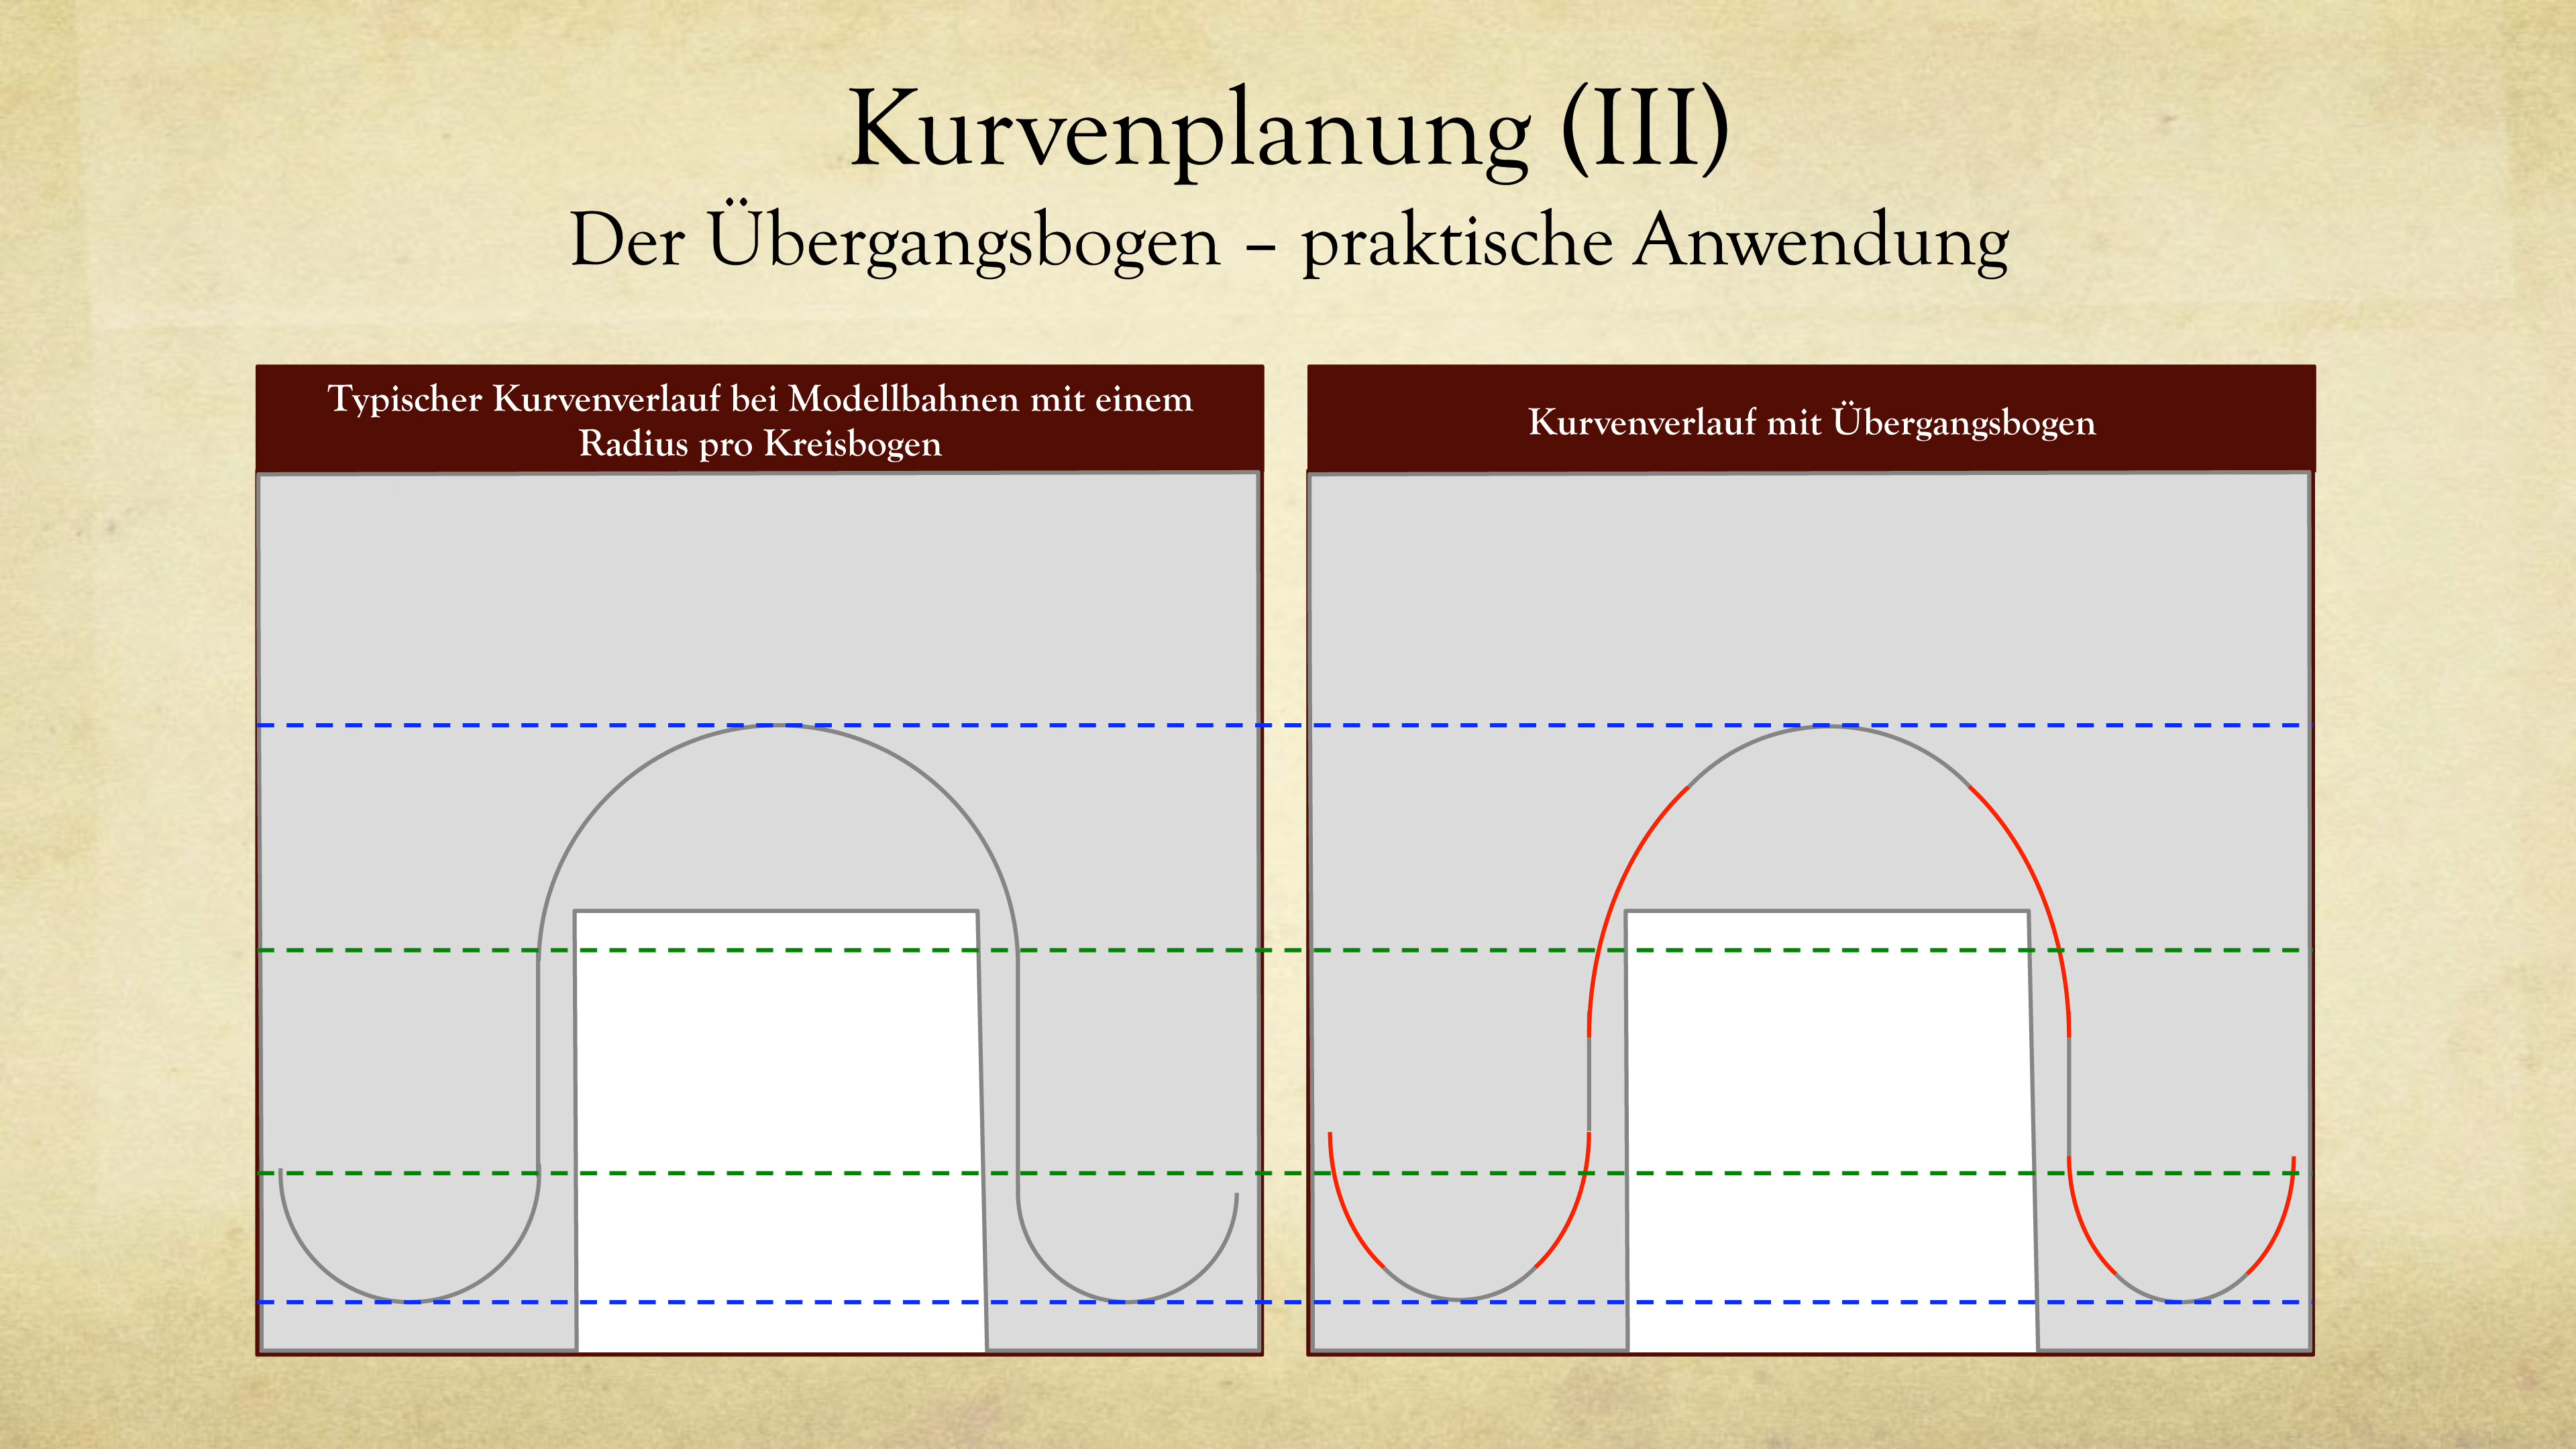 Kurvenplanung (III)
Der Übergangsbogen – praktische Anwendung
Typischer Kurvenverlauf bei Modellbahnen mit einem
Radius pro Kreisbogen
Kurvenverlauf mit Übergangsbogen